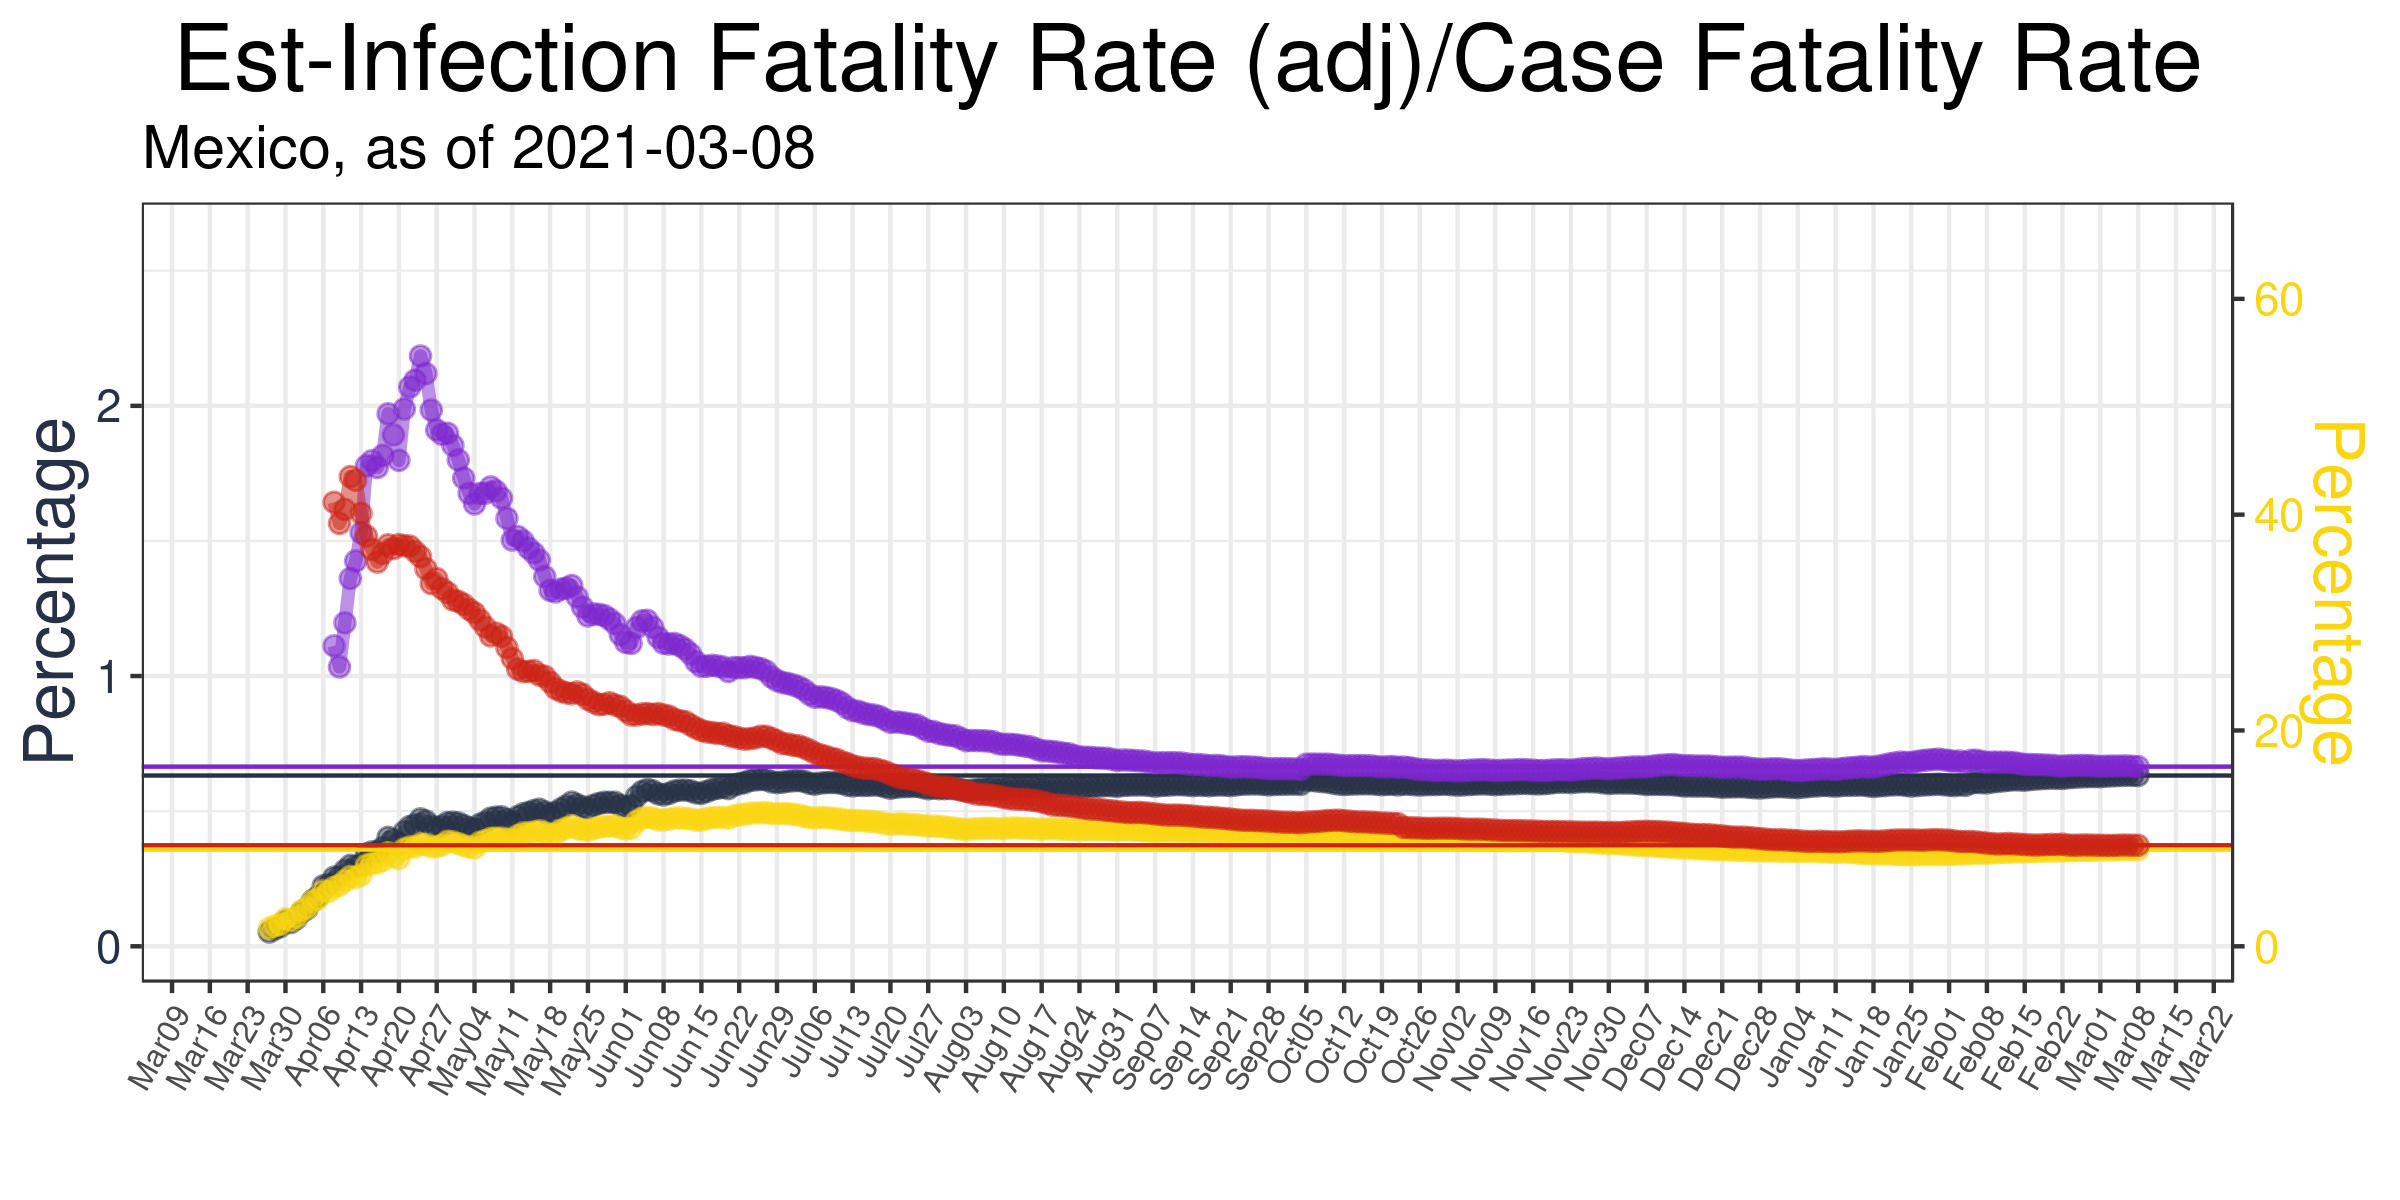 Est-Infection Fatality Rate (adj)/Case Fatality Rate
Mexico, as of 2021-03-08
Percentage
2
1
0
60
40
20
0
Percentage
Mar09
Mar16
Mar23
Mar30
Apr06
Apr13
Apr20
Apr27
May04
May11
May18
May25
Jun01
Jun08
Jun15
Jun22
Jun29
Jul06
Jul13
Jul20
Jul27
Aug03
Aug10
Aug17
Aug24
Aug31
Sep07
Sep14
Sep21
Sep28
Oct05
Oct12
Oct19
Oct26
Nov02
Nov09
Nov16
Nov23
Nov30
Dec07
Dec14
Dec21
Dec28
Jan04
Jan11
Jan18
Jan25
Feb01
Feb08
Feb15
Feb22
Mar01
Mar08
Mar15
Mar22